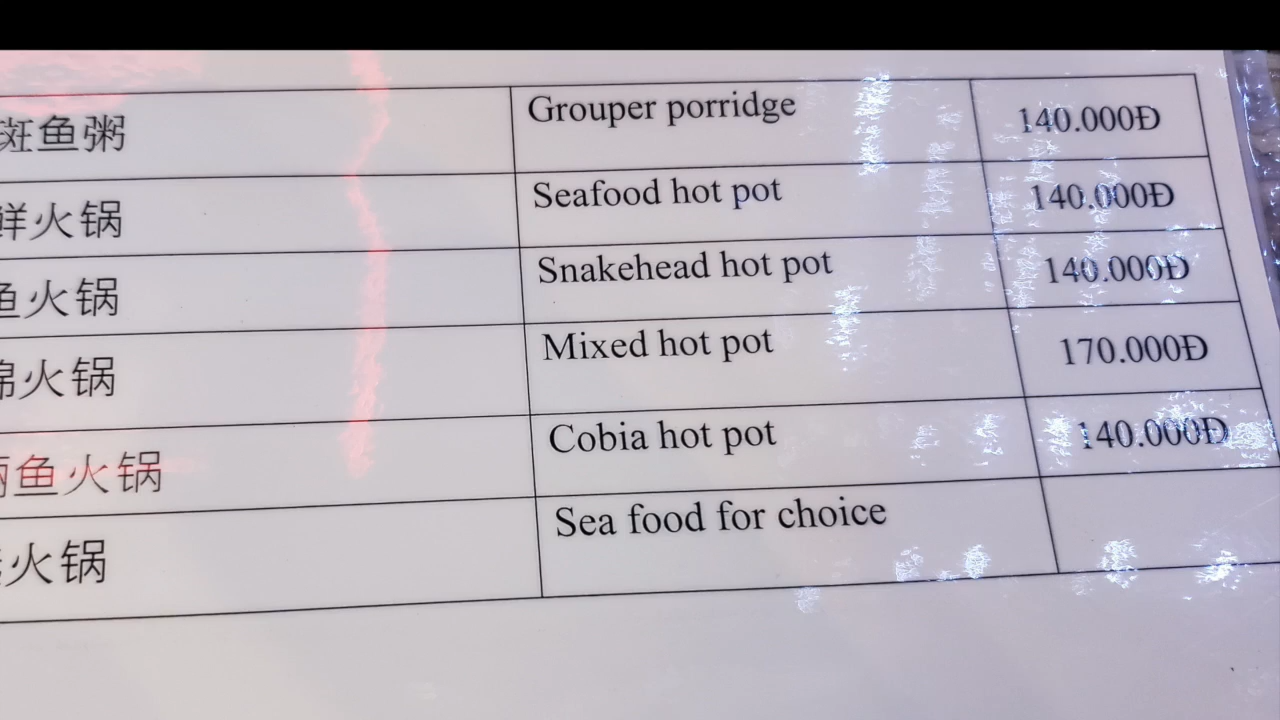 斑鱼粥 Grouper porridge 140.000Đ
鲜火锅 Seafood hot pot 140.000Đ
鱼火锅 Snakehead hot pot 140.000Đ
锦火锅 Mixed hot pot 170.000Đ
鱼火锅 Cobia hot pot 140.000Đ
火锅 Sea food for choice